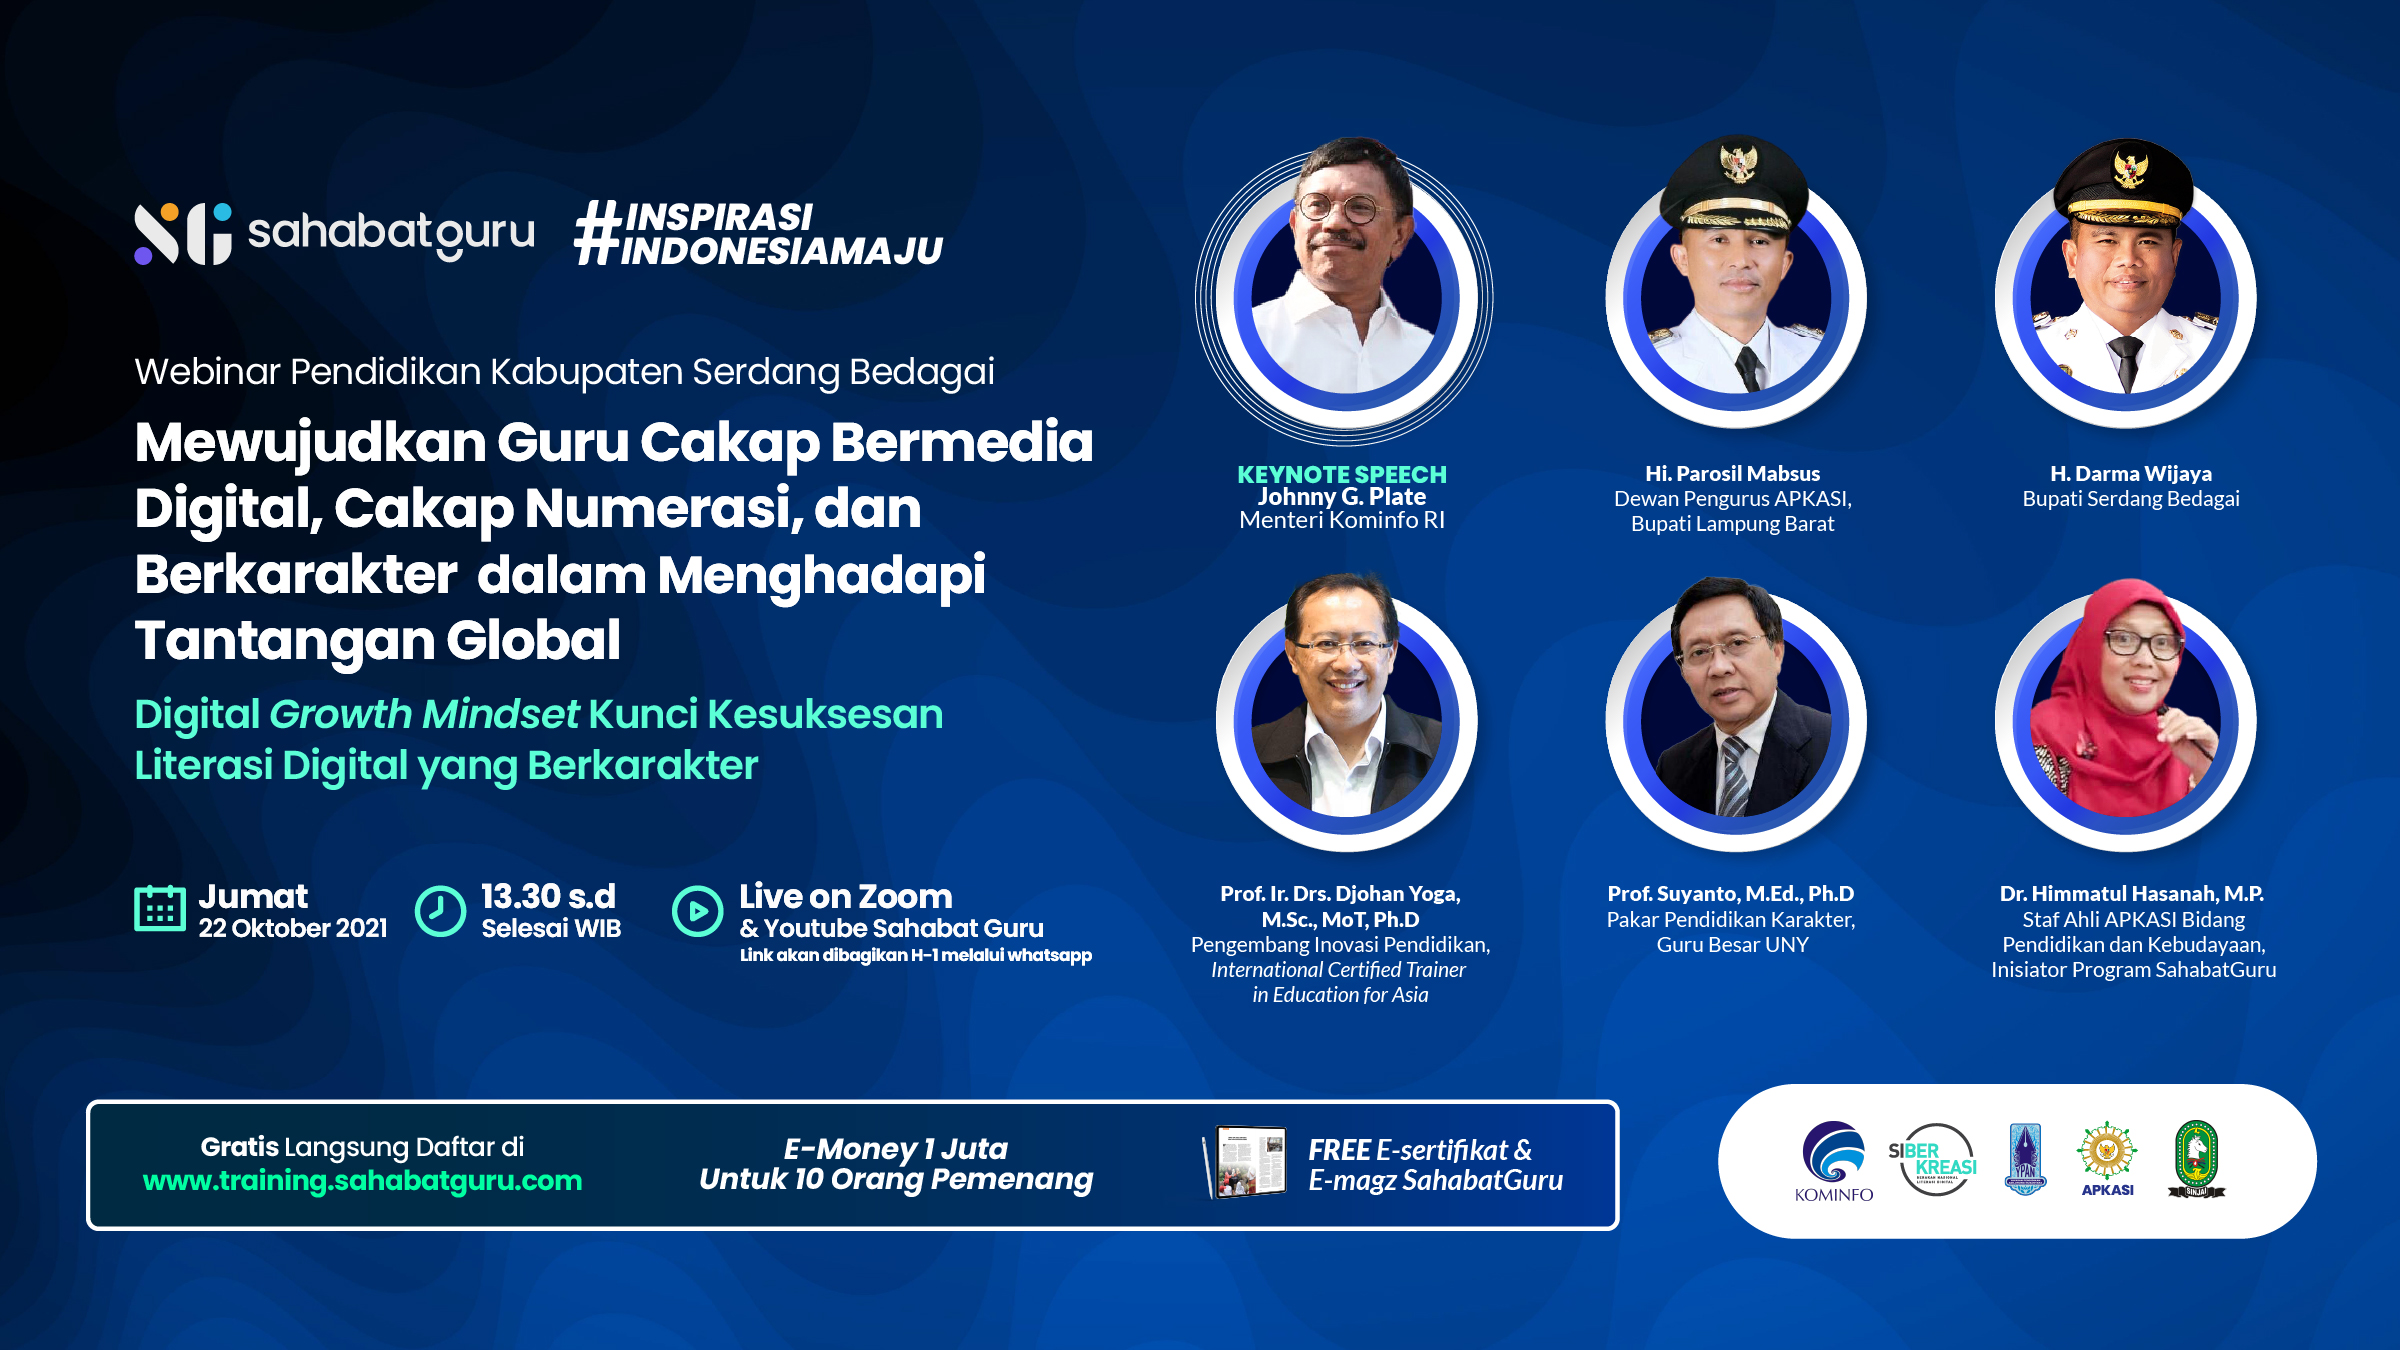 sahabatguru
#INSPIRASI
INDONESIAMAJU
Webinar Pendidikan Kabupaten Serdang Bedagai
Mewujudkan Guru Cakap Bermedia
Digital, Cakap Numerasi, dan
Berkarakter dalam Menghadapi
Tantangan Global
Digital Growth Mindset Kunci Kesuksesan
Literasi Digital yang Berkarakter
Jumat
22 Oktober 2021
13.30 s.d
Selesai WIB
Live on Zoom
& Youtube Sahabat Guru
Link akan dibagikan H-1 melalui whatsapp
KEYNOTE SPEECH
Johnny G. Plate
Menteri Kominfo RI
Hi. Parosil Mabsus
Dewan Pengurus APKASI,
Bupati Lampung Barat
H. Darma Wijaya
Bupati Serdang Bedagai
Prof. Ir. Drs. Djohan Yoga,
M.Sc., MoT, Ph.D
Pengembang Inovasi Pendidikan,
International Certified Trainer
in Education for Asia
Prof. Suyanto, M.Ed., Ph.D
Pakar Pendidikan Karakter,
Guru Besar UNY
Dr. Himmatul Hasanah, M.P.
Staf Ahli APKASI Bidang
Pendidikan dan Kebudayaan,
Inisiator Program SahabatGuru
Gratis Langsung Daftar di
www.training.sahabatguru.com
E-Money 1 Juta
Untuk 10 Orang Pemenang
FREE E-sertifikat &
E-magz SahabatGuru
KOMINFO
SIBER
KREASI
GERAKAN NASIONAL
LITERASI DIGITAL
YPAN
APKASI
SINJAI